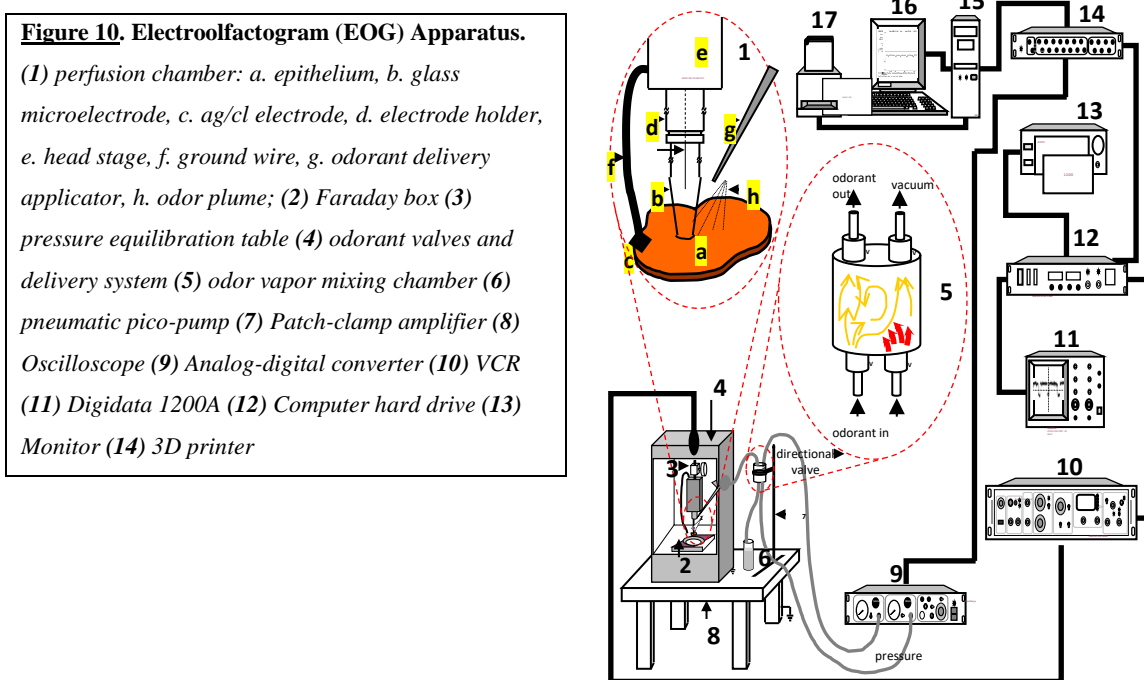 Figure 10. Electroolfactogram (EOG) Apparatus.
(1) perfusion chamber: a. epithelium, b. glass
microelectrode, c. ag/cl electrode, d. electrode holder,
e. head stage, f. ground wire, g. odorant delivery
applicator, h. odor plume; (2) Faraday box (3)
pressure equilibration table (4) odorant valves and
delivery system (5) odor vapor mixing chamber (6)
pneumatic pico-pump (7) Patch-clamp amplifier (8)
Oscilloscope (9) Analog-digital converter (10) VCR
(11) Digidata 1200A (12) Computer hard drive (13)
Monitor (14) 3D printer
e
1
d
g
f
b
h
c
a
17
16
15
14
13
12
11
10
odorant
out
vacuum
5
odorant in
directional
valve
4
3
2
6
7
8
9
pressure